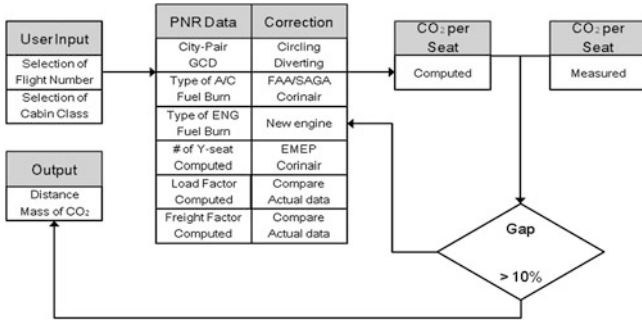 User Input
Selection of
Flight Number
Selection of
Cabin Class
PNR Data
Correction
City-Pair
GCD
Circling
Diverting
Type of A/C
Fuel Burn
FAA/SAGA
Corinair
Type of ENG
Fuel Burn
New engine
# of Y-seat
Computed
EMEP
Corinair
Load Factor
Computed
Compare
Actual data
Freight Factor
Computed
Compare
Actual data
CO₂ per
Seat
Computed
CO₂ per
Seat
Measured
Output
Distance
Mass of CO₂
Gap
> 10%